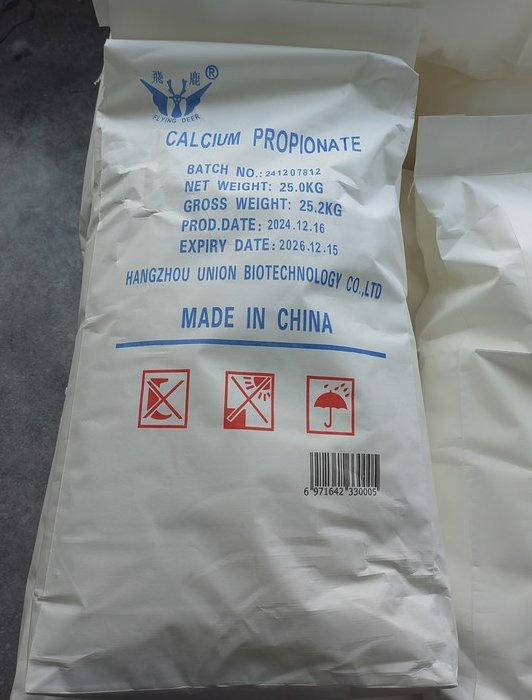 飛 鹿 ®
FLYING DEER
CALCIUM PROPIONATE
BATCH NO.: 241207812
NET WEIGHT: 25.0KG
GROSS WEIGHT: 25.2KG
PROD.DATE: 2024.12.16
EXPIRY DATE: 2026.12.15
HANGZHOU UNION BIOTECHNOLOGY CO.,LTD
MADE IN CHINA
6 971642 330005